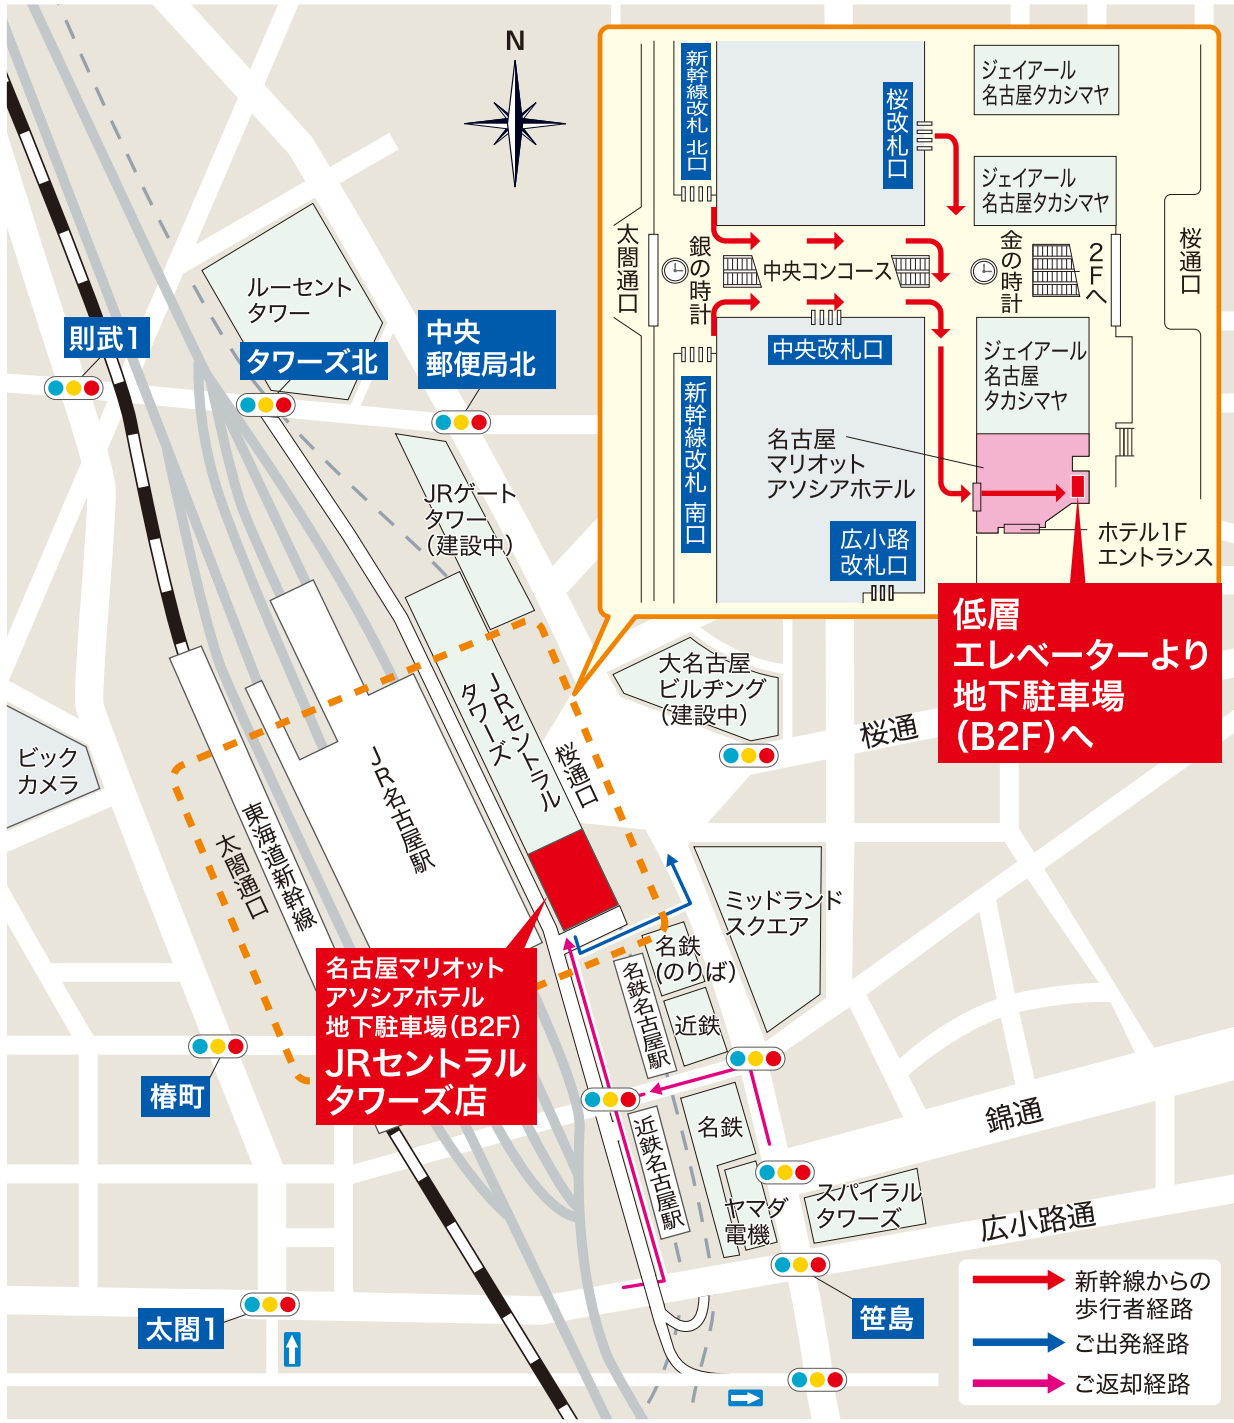 N
ルーセント
タワー
則武1
タワーズ北
中央
郵便局北
JRゲート
タワー
(建設中)
新幹線改札 北口
桜改札口
ジェイアール
名古屋タカシマヤ
ジェイアール
名古屋タカシマヤ
太閤通口
銀の時計
中央コンコース
金の時計
2Fへ
桜通口
中央改札口
ジェイアール
名古屋
タカシマヤ
新幹線改札 南口
名古屋
マリオット
アソシアホテル
広小路
改札口
ホテル1F
エントランス
低層
エレベーターより
地下駐車場
(B2F)へ
大名古屋
ビルヂング
(建設中)
桜通
JRセントラル
タワーズ
桜通口
ビック
カメラ
JR名古屋駅
東海道新幹線
太閤通口
ミッドランド
スクエア
名鉄
(のりば)
名鉄名古屋駅
近鉄
名古屋マリオット
アソシアホテル
地下駐車場(B2F)
JRセントラル
タワーズ店
椿町
近鉄名古屋駅
名鉄
錦通
ヤマダ
電機
スパイラル
タワーズ
広小路通
太閤1
笹島
新幹線からの
歩行者経路
ご出発経路
ご返却経路